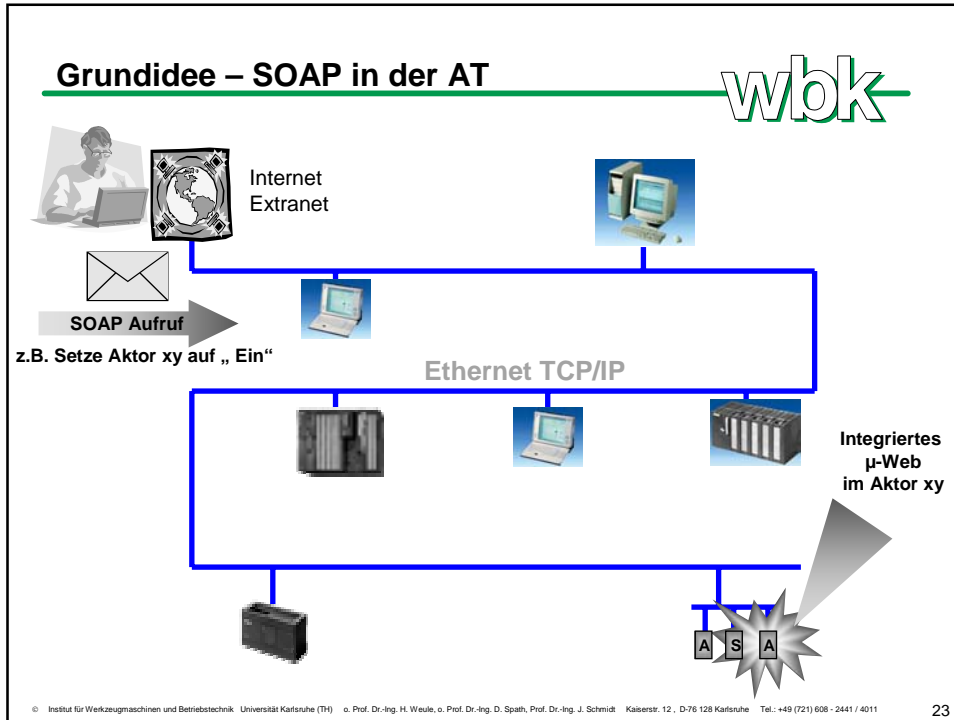 Grundidee – SOAP in der AT
wbk
Internet
Extranet
SOAP Aufruf
z.B. Setze Aktor xy auf „ Ein“
Ethernet TCP/IP
Integriertes
µ-Web
im Aktor xy
A S A
© Institut für Werkzeugmaschinen und Betriebstechnik Universität Karlsruhe (TH) o. Prof. Dr.-Ing. H. Weule, o. Prof. Dr.-Ing. D. Spath, Prof. Dr.-Ing. J. Schmidt Kaiserstr. 12 , D-76 128 Karlsruhe Tel.: +49 (721) 608 - 2441 / 4011
23